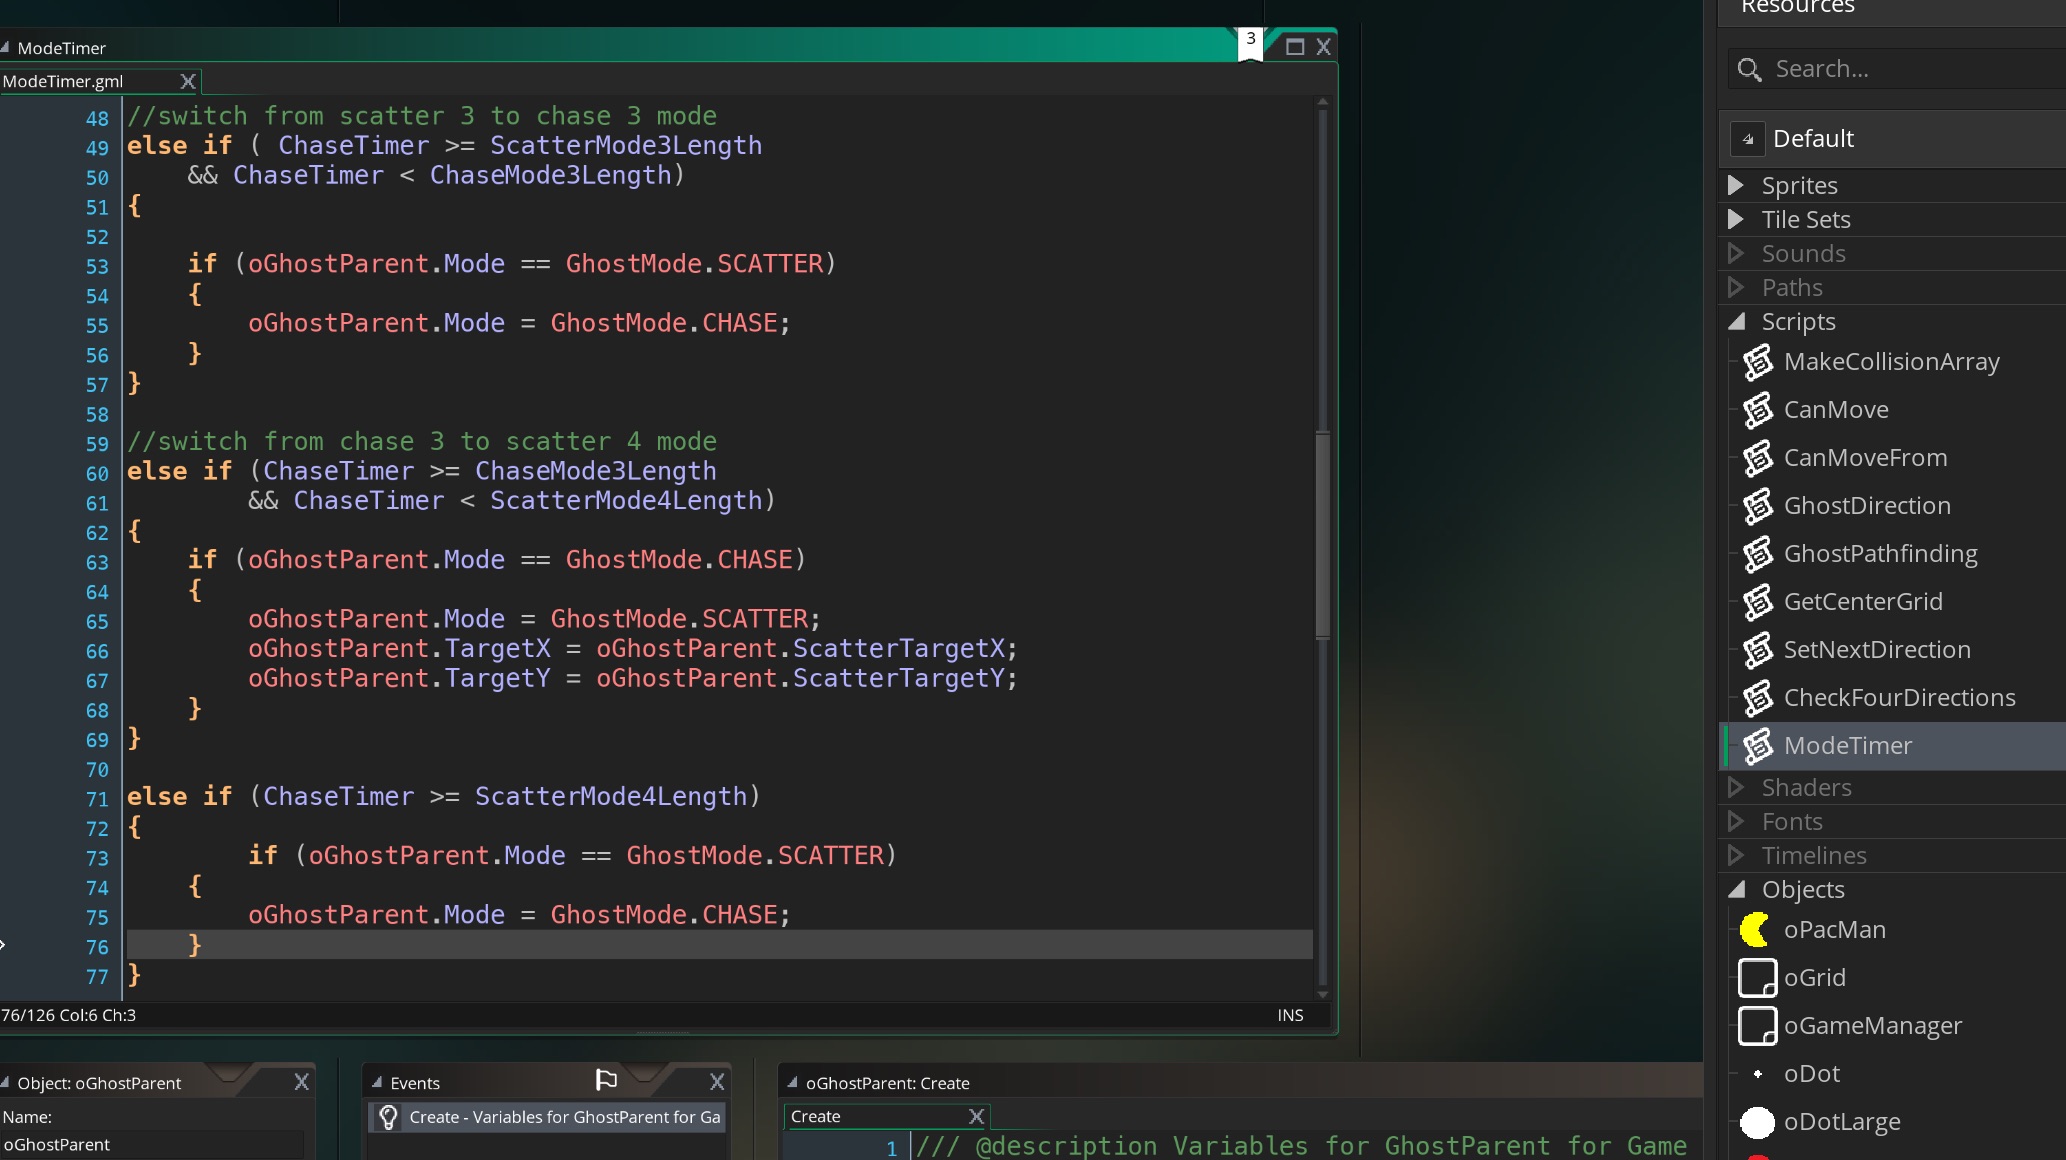 ModeTimer
3
ModeTimer.gml X
48 //switch from scatter 3 to chase 3 mode
49 else if ( ChaseTimer >= ScatterMode3Length
50 && ChaseTimer < ChaseMode3Length)
51 {
52
53 if (oGhostParent.Mode == GhostMode.SCATTER)
54 {
55 oGhostParent.Mode = GhostMode.CHASE;
56 }
57 }
58
59 //switch from chase 3 to scatter 4 mode
60 else if (ChaseTimer >= ChaseMode3Length
61 && ChaseTimer < ScatterMode4Length)
62 {
63 if (oGhostParent.Mode == GhostMode.CHASE)
64 {
65 oGhostParent.Mode = GhostMode.SCATTER;
66 oGhostParent.TargetX = oGhostParent.ScatterTargetX;
67 oGhostParent.TargetY = oGhostParent.ScatterTargetY;
68 }
69 }
70
71 else if (ChaseTimer >= ScatterMode4Length)
72 {
73 if (oGhostParent.Mode == GhostMode.SCATTER)
74 {
75 oGhostParent.Mode = GhostMode.CHASE;
76 }
77 }
76/126 Col:6 Ch:3 INS
Object: oGhostParent X
Name:
oGhostParent
Events X
Create - Variables for GhostParent for Ga
oGhostParent: Create
Create X
1 /// @description Variables for GhostParent for Game
Resources
Search...
Default
Sprites
Tile Sets
Sounds
Paths
Scripts
MakeCollisionArray
CanMove
CanMoveFrom
GhostDirection
GhostPathfinding
GetCenterGrid
SetNextDirection
CheckFourDirections
ModeTimer
Shaders
Fonts
Timelines
Objects
oPacMan
oGrid
oGameManager
oDot
oDotLarge